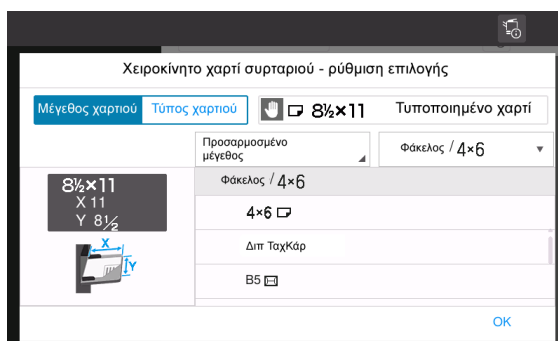 Χειροκίνητο χαρτί συρταριού - ρύθμιση επιλογής
Μέγεθος χαρτιού Τύπος χαρτιού 8½×11 Τυποποιημένο χαρτί
Προσαρμοσμένο
μέγεθος
Φάκελος / 4×6
Φάκελος / 4×6
8½×11
X 11
Y 8½
4×6
Διπ ΤαχΚάρ
B5
X
Y
OK